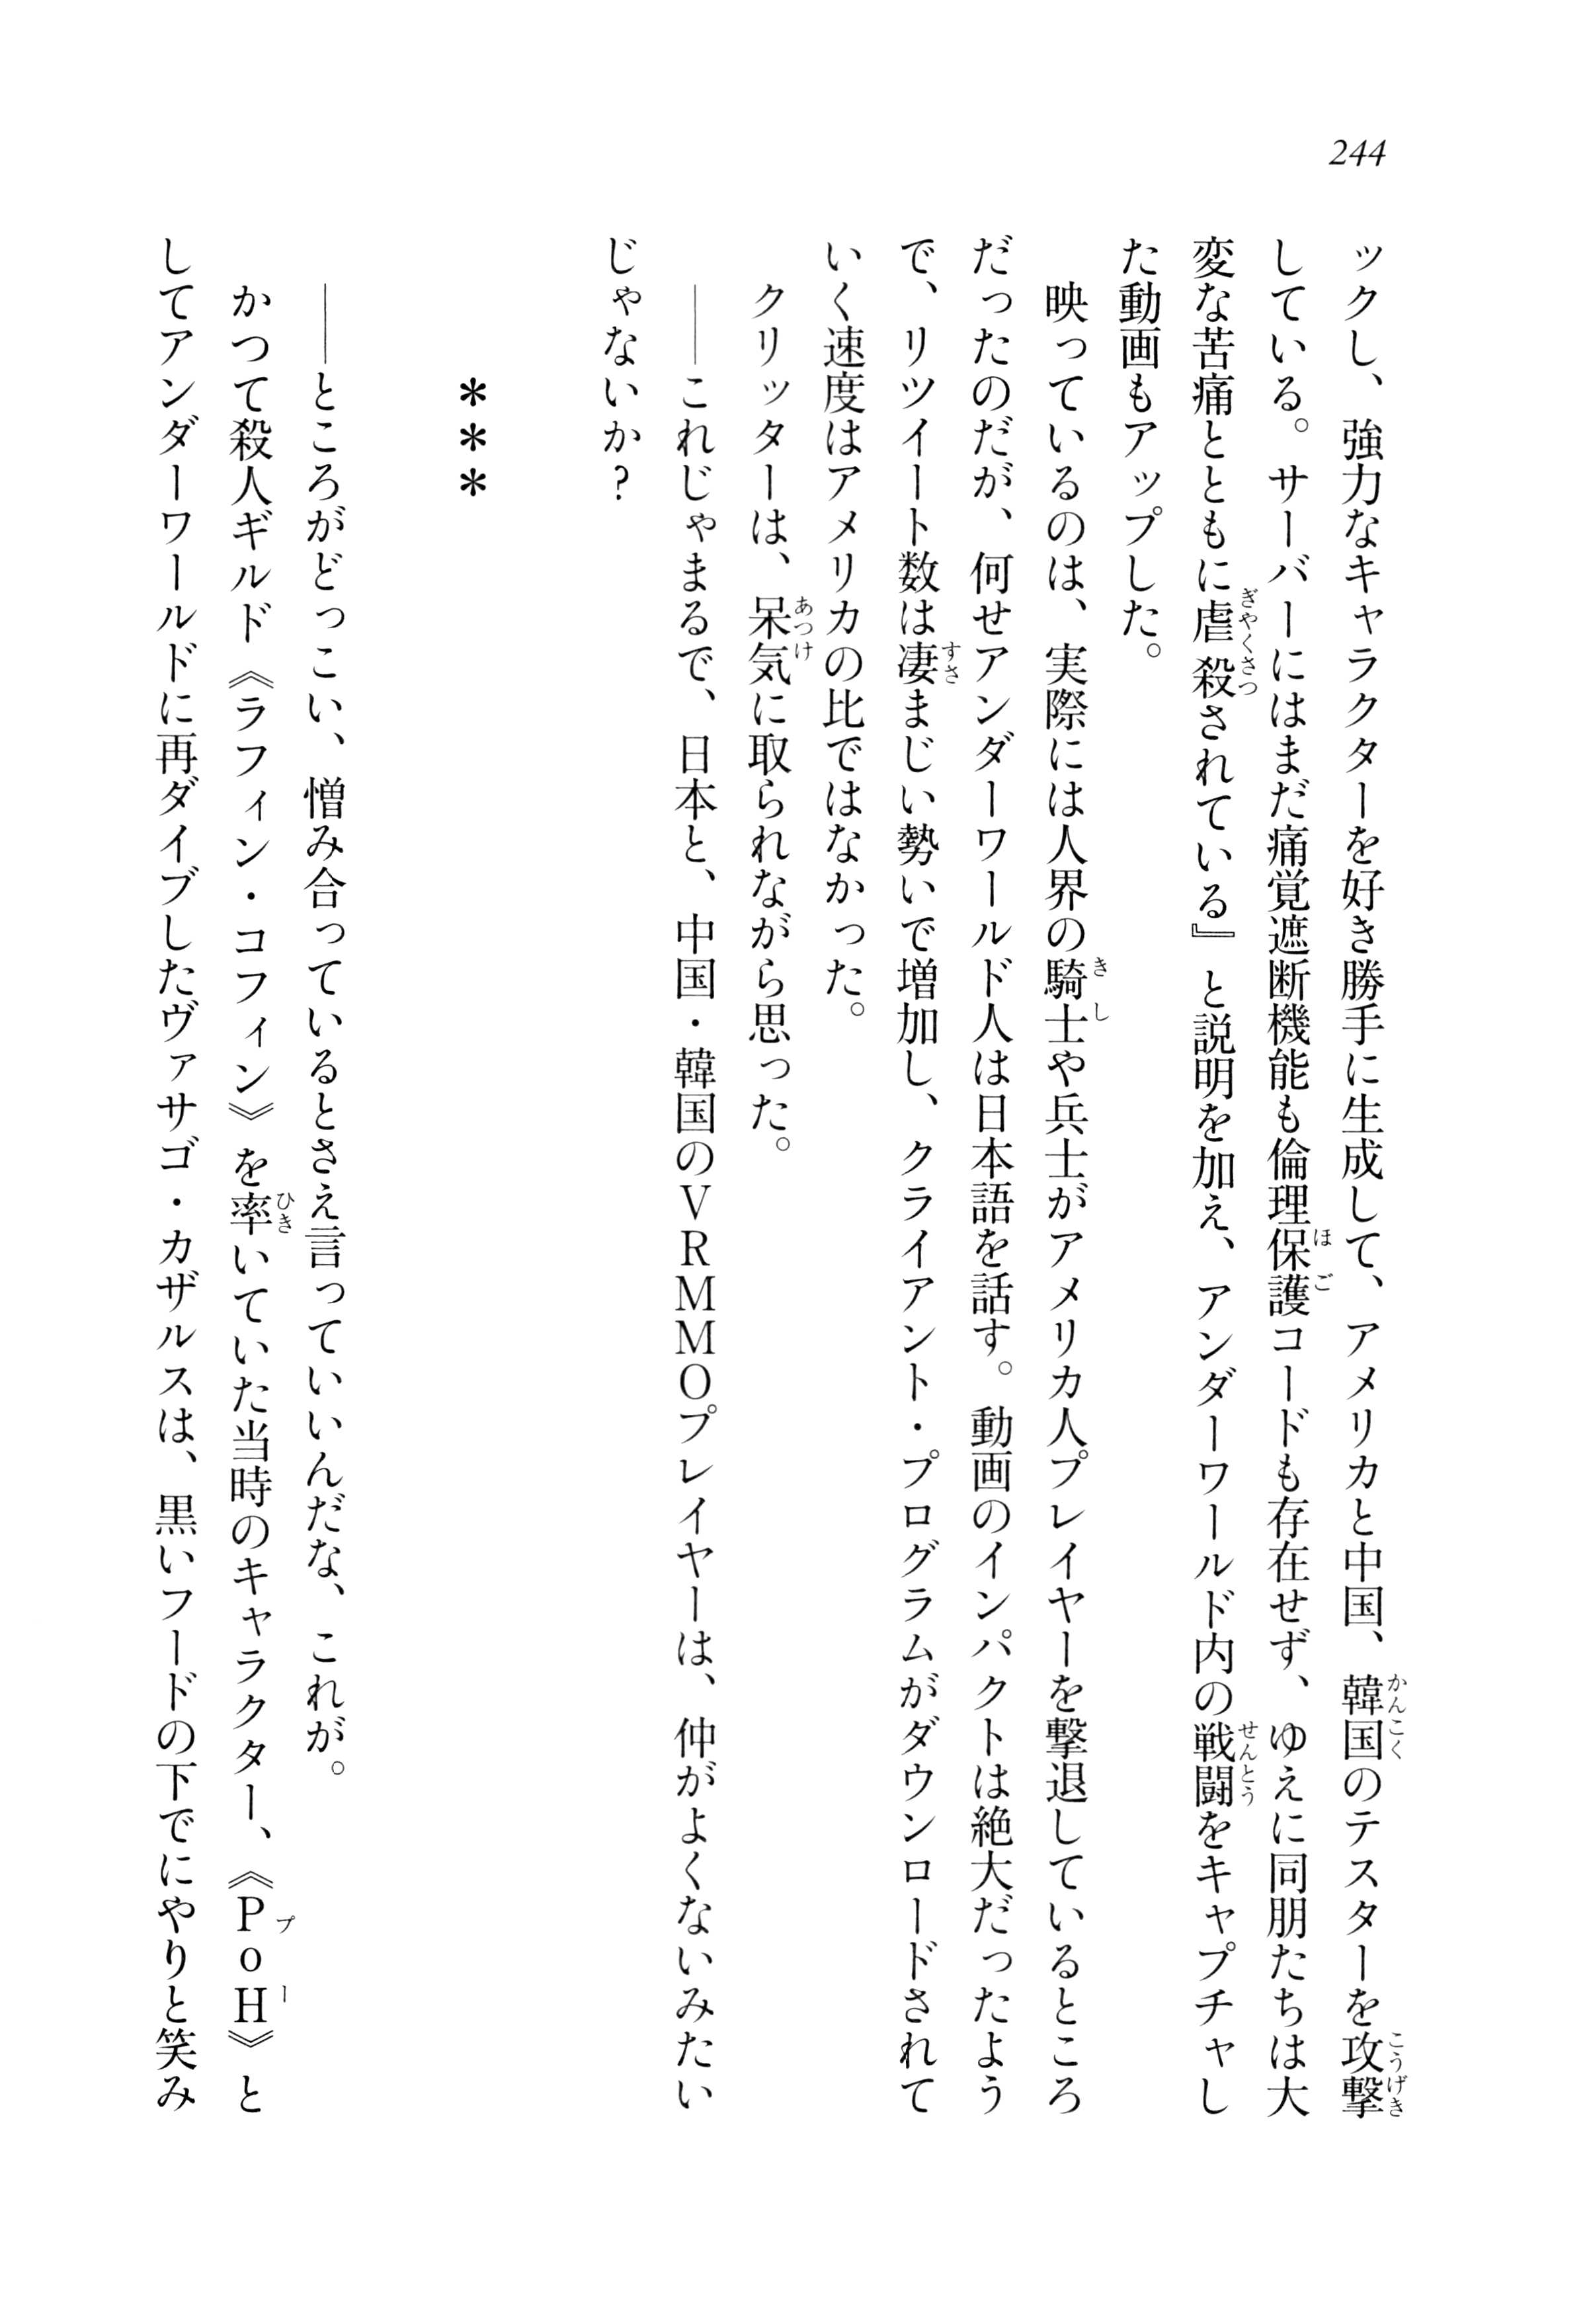 244
ックし、強力なキャラクターを好き勝手に生成して、アメリカと中国、韓国のテスターを攻撃
している。サーバーにはまだ痛覚遮断機能も倫理保護コードも存在せず、ゆえに同朋たちは大
変な苦痛とともに虐殺されている』と説明を加え、アンダーワールド内の戦闘をキャプチャし
た動画もアップした。
　映っているのは、実際には人界の騎士や兵士がアメリカ人プレイヤーを撃退しているところ
だったのだが、何せアンダーワールド人は日本語を話す。動画のインパクトは絶大だったよう
で、リツイート数は凄まじい勢いで増加し、クライアント・プログラムがダウンロードされて
いく速度はアメリカの比ではなかった。
　クリッターは、呆気に取られながら思った。
　――これじゃまるで、日本と、中国・韓国のＶＲＭＭＯプレイヤーは、仲がよくないみたい
じゃないか？
＊＊＊
　――ところがどっこい、憎み合っているとさえ言っていいんだな、これが。
　かつて殺人ギルド《ラフィン・コフィン》を率いていた当時のキャラクター、《ＰｏＨ》と
してアンダーワールドに再ダイブしたヴァサゴ・カザルスは、黒いフードの下でにやりと笑み